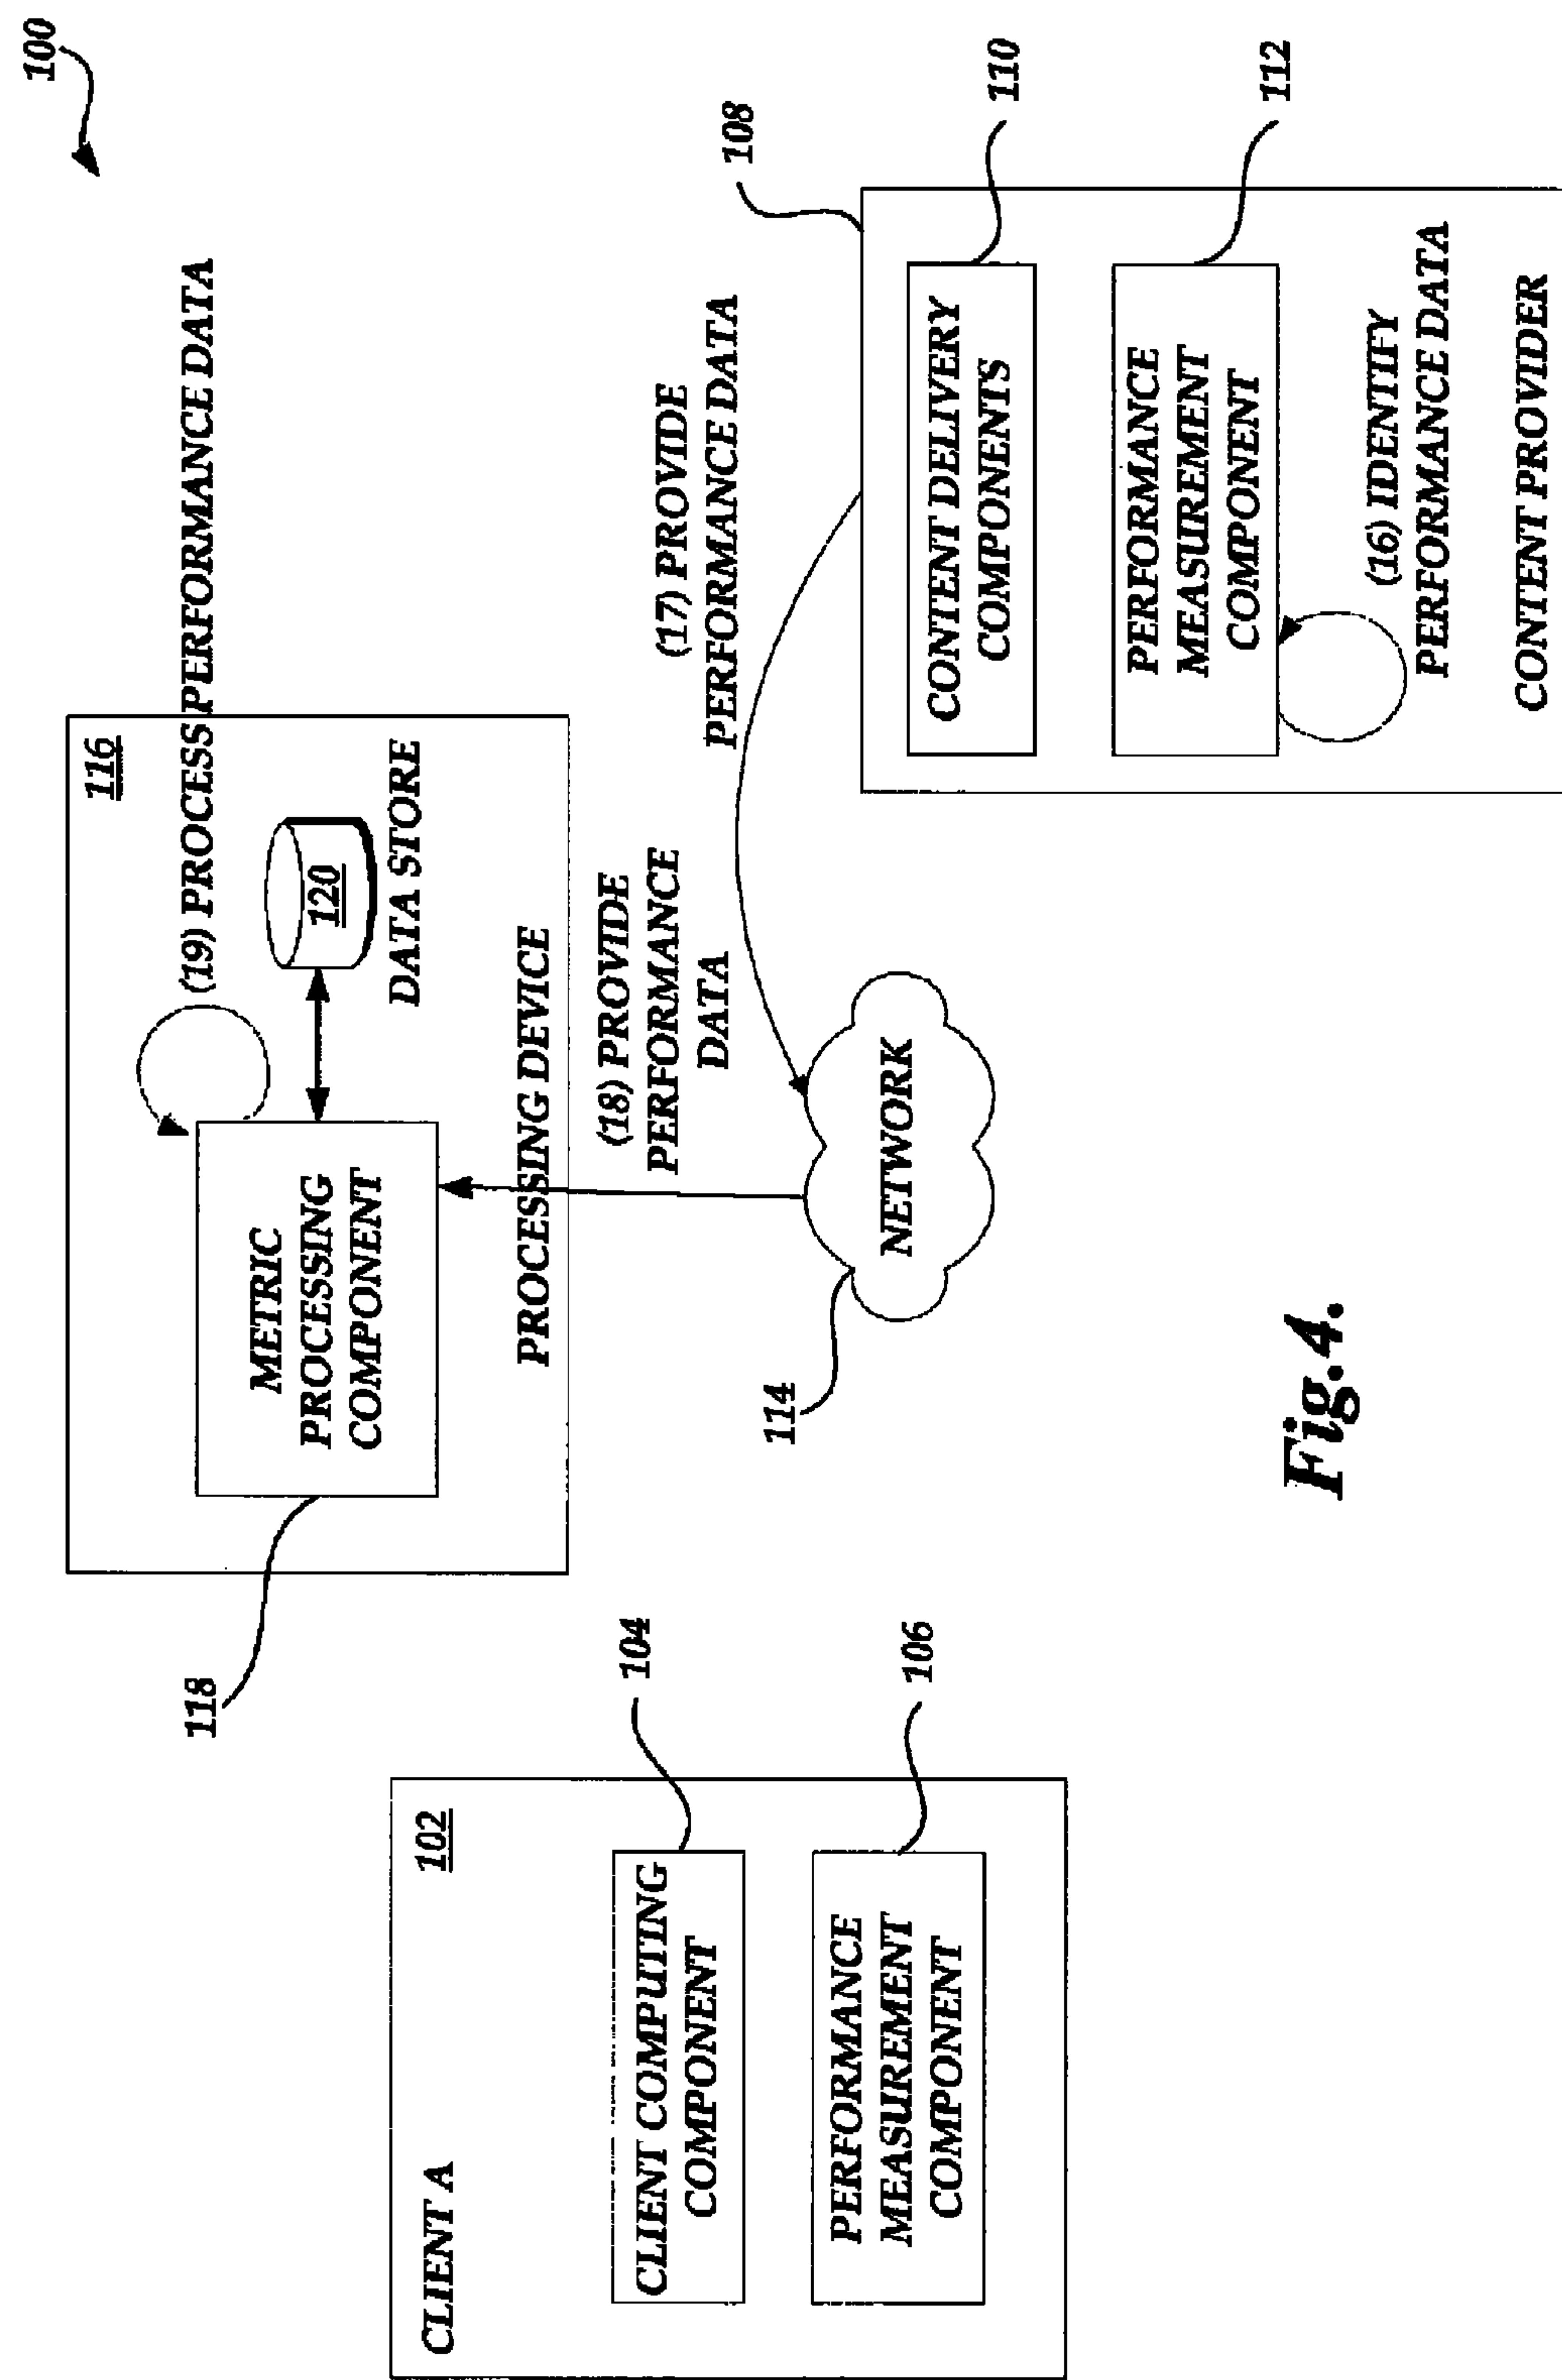 100
116
(19) PROCESS PERFORMANCE DATA
118
METRIC
PROCESSING
COMPONENT
120
DATA STORE
PROCESSING DEVICE
CLIENT A
102
CLIENT COMPUTING
COMPONENT
104
PERFORMANCE
MEASUREMENT
COMPONENT
106
(18) PROVIDE
PERFORMANCE
DATA
(17) PROVIDE
PERFORMANCE DATA
114
NETWORK
108
CONTENT DELIVERY
COMPONENTS
110
PERFORMANCE
MEASUREMENT
COMPONENT
112
(16) IDENTIFY
PERFORMANCE DATA
CONTENT PROVIDER
Fig.4.